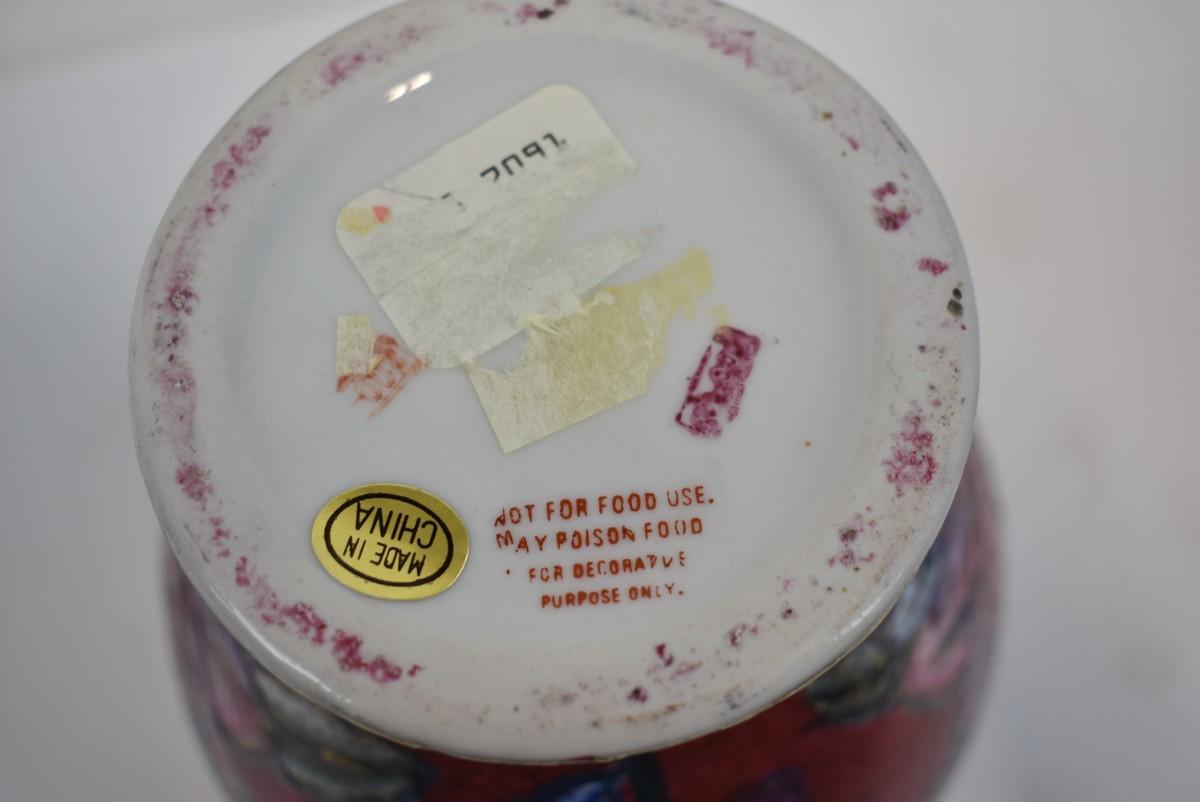 MADE IN
CHINA
NOT FOR FOOD USE.
MAY POISON FOOD
FOR DECORATIVE
PURPOSE ONLY.